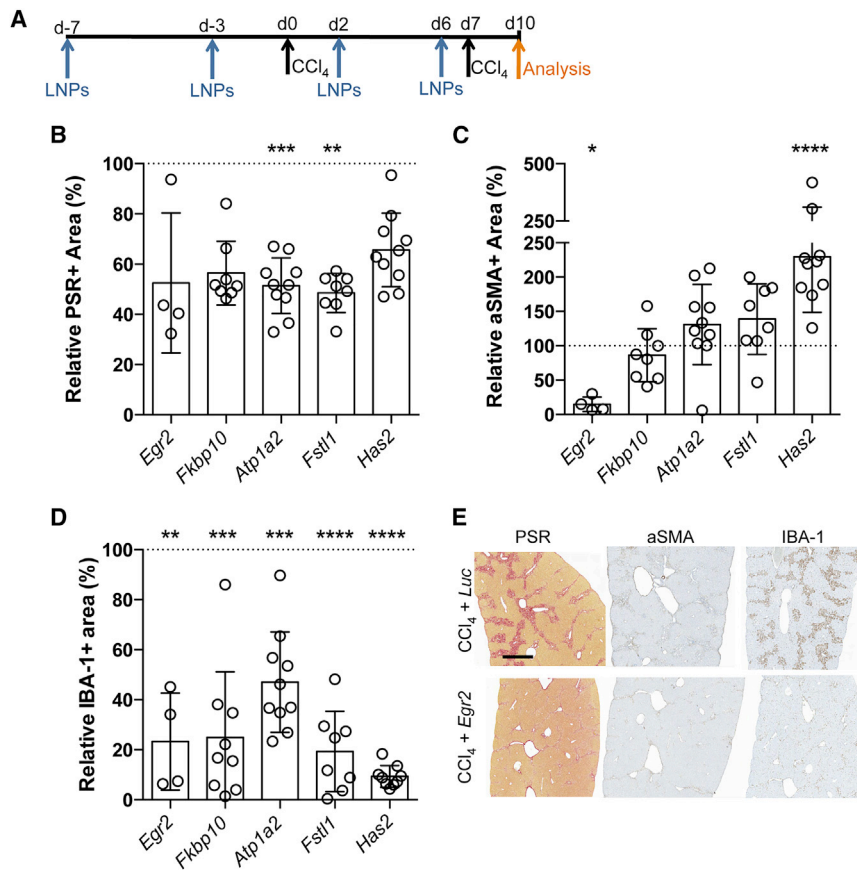 A
d-7 d-3 d0 d2 d6 d7 d10
LNPs LNPs CCl4 LNPs LNPs CCl4 Analysis
B
Relative PSR+ Area (%)
*** **
100
80
60
40
20
0
Egr2 Fkbp10 Atp1a2 Fstl1 Has2
C
Relative aSMA+ Area (%)
* ****
500
250
250
200
150
100
50
0
Egr2 Fkbp10 Atp1a2 Fstl1 Has2
D
Relative IBA-1+ area (%)
** *** *** **** ****
100
80
60
40
20
0
Egr2 Fkbp10 Atp1a2 Fstl1 Has2
E
PSR aSMA IBA-1
CCl4 + Luc
CCl4 + Egr2